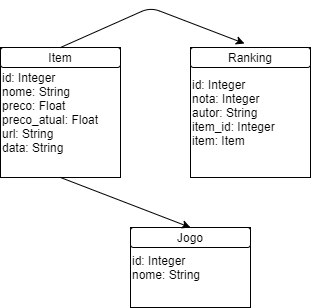 Item
id: Integer
nome: String
preco: Float
preco_atual: Float
url: String
data: String
Ranking
id: Integer
nota: Integer
autor: String
item_id: Integer
item: Item
Jogo
id: Integer
nome: String